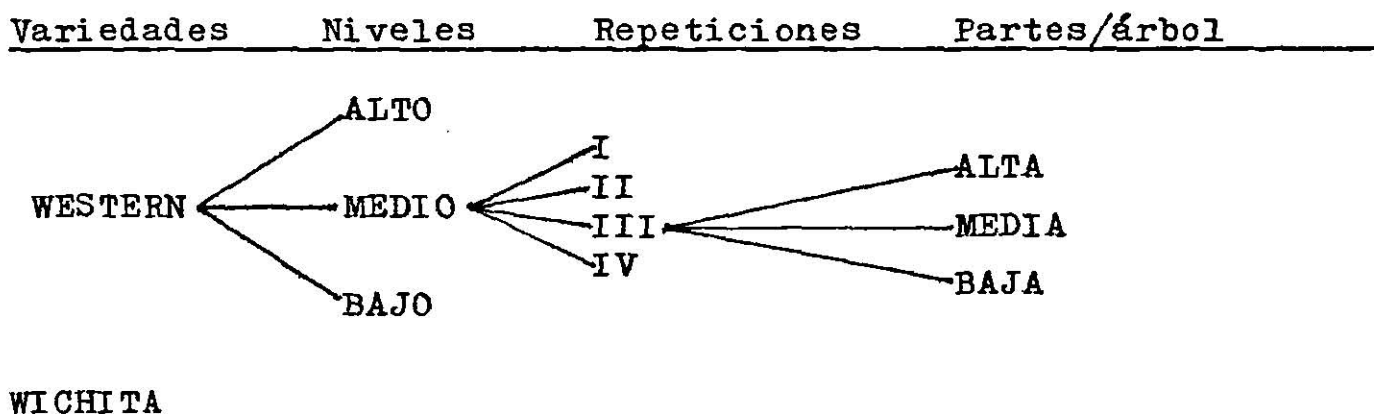 Variedades Niveles Repeticiones Partes/árbol
ALTO
I
ALTA
II
WESTERN MEDIO
III MEDIA
IV
BAJA
BAJO
WICHITA